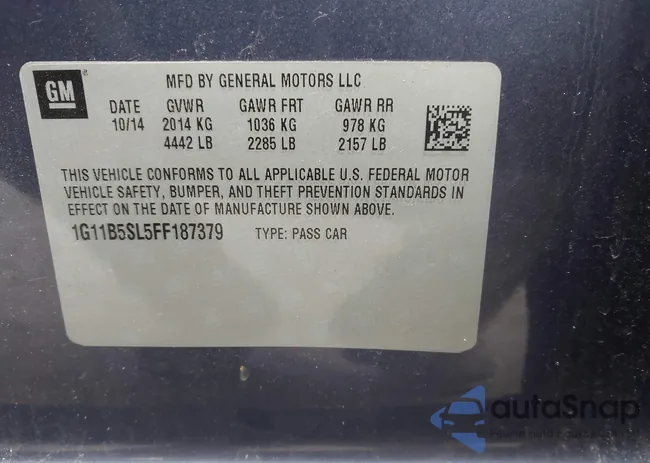 GM
MFD BY GENERAL MOTORS LLC
DATE GVWR GAWR FRT GAWR RR
10/14 2014 KG 1036 KG 978 KG
4442 LB 2285 LB 2157 LB
THIS VEHICLE CONFORMS TO ALL APPLICABLE U.S. FEDERAL MOTOR
VEHICLE SAFETY, BUMPER, AND THEFT PREVENTION STANDARDS IN
EFFECT ON THE DATE OF MANUFACTURE SHOWN ABOVE.
1G11B5SL5FF187379 TYPE: PASS CAR
autaSnap